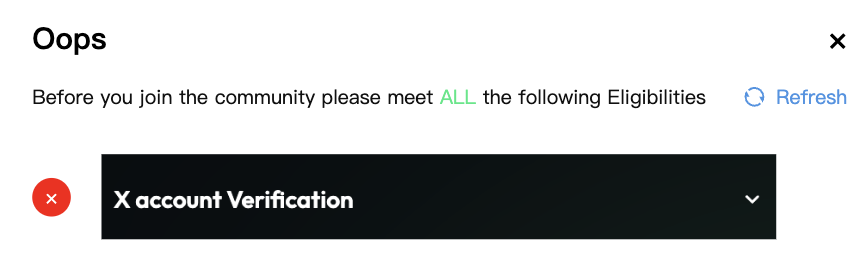 Oops
Before you join the community please meet ALL the following Eligibilities
Refresh
X account Verification